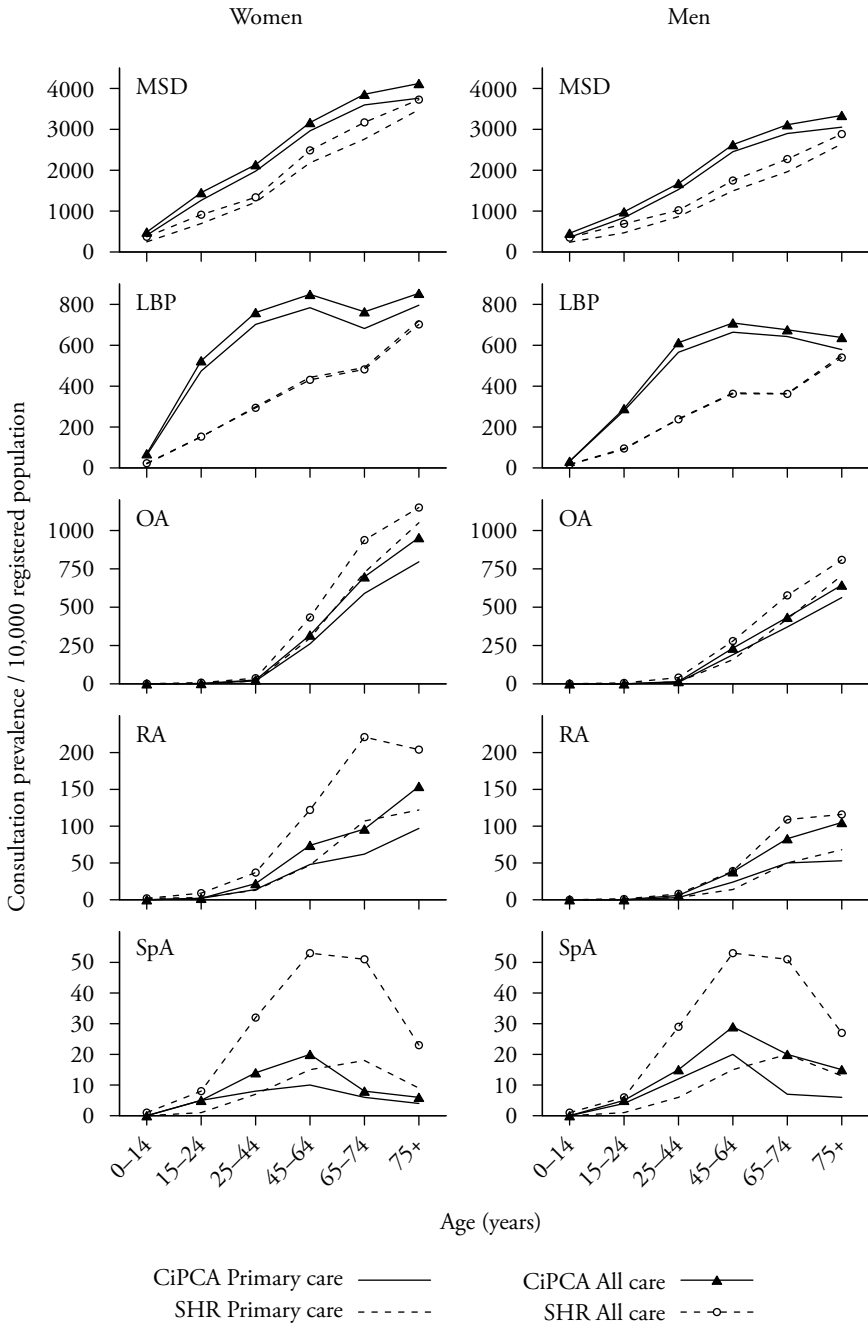 Women Men
MSD MSD
4000 4000
3000 3000
2000 2000
1000 1000
0 0
LBP LBP
800 800
600 600
400 400
200 200
0 0
OA OA
1000 1000
750 750
500 500
250 250
0 0
RA RA
200 200
150 150
100 100
50 50
0 0
SpA SpA
50 50
40 40
30 30
20 20
10 10
0 0
Consultation prevalence / 10,000 registered population
0–14 15–24 25–44 45–64 65–74 75+ 0–14 15–24 25–44 45–64 65–74 75+
Age (years)
CiPCA Primary care CiPCA All care
SHR Primary care SHR All care